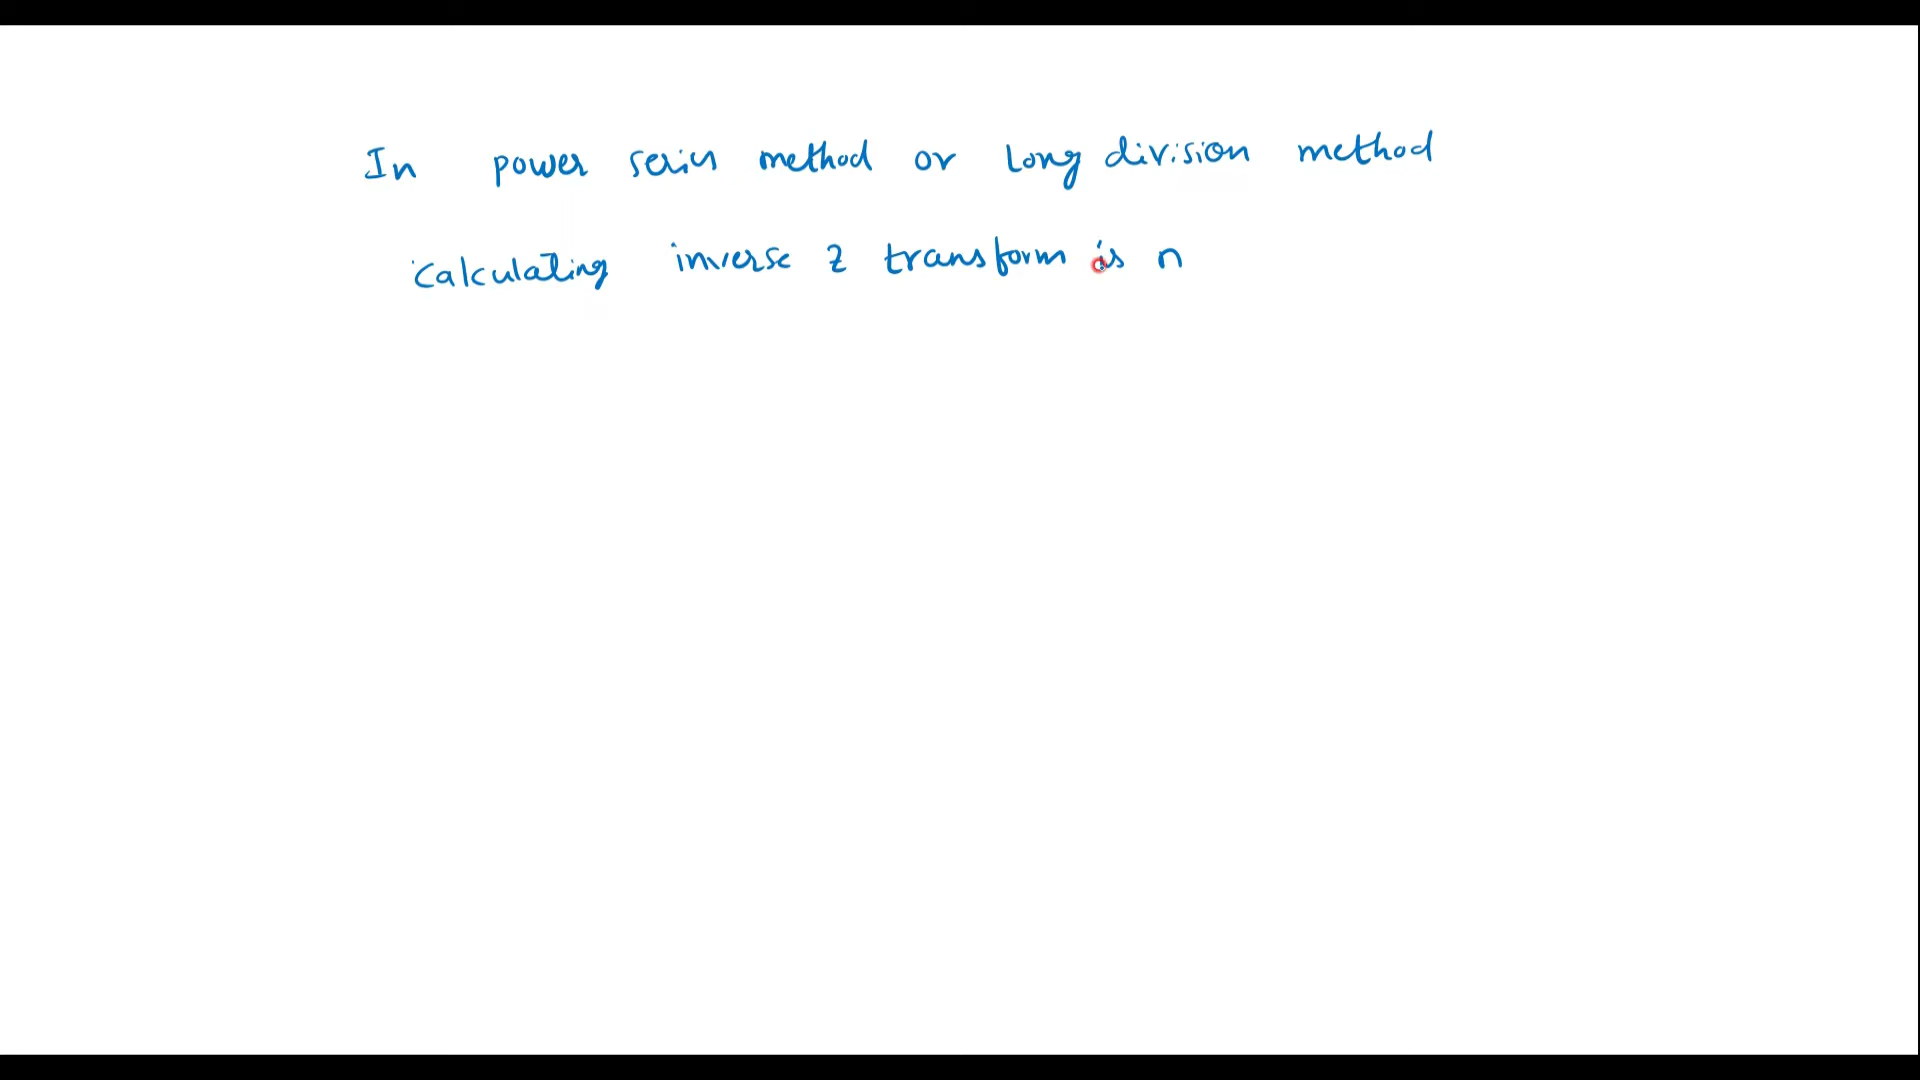 In power series method or Long division method
calculating inverse z transform is n